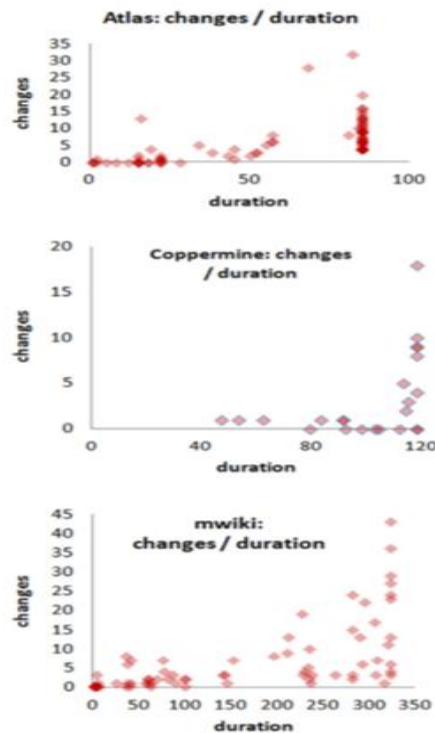 Atlas: changes / duration
35
30
25
20
15
10
5
0
changes
0 50 100
duration
Coppermine: changes
/ duration
20
15
10
5
0
changes
0 40 80 120
duration
mwiki:
changes / duration
45
40
35
30
25
20
15
10
5
0
changes
0 50 100 150 200 250 300 350
duration